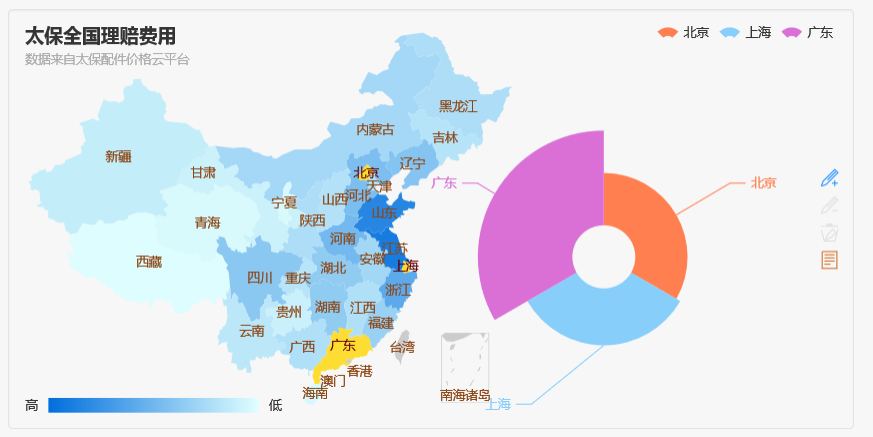 太保全国理赔费用
数据来自太保配件价格云平台
北京 上海 广东
黑龙江
内蒙古
吉林
新疆
辽宁
甘肃
北京
天津
河北
山西
宁夏
山东
陕西
青海
河南
江苏
安徽
上海
西藏
湖北
四川
重庆
浙江
湖南
江西
贵州
福建
云南
广西
广东
台湾
香港
澳门
海南
南海诸岛
高 低
广东
北京
上海